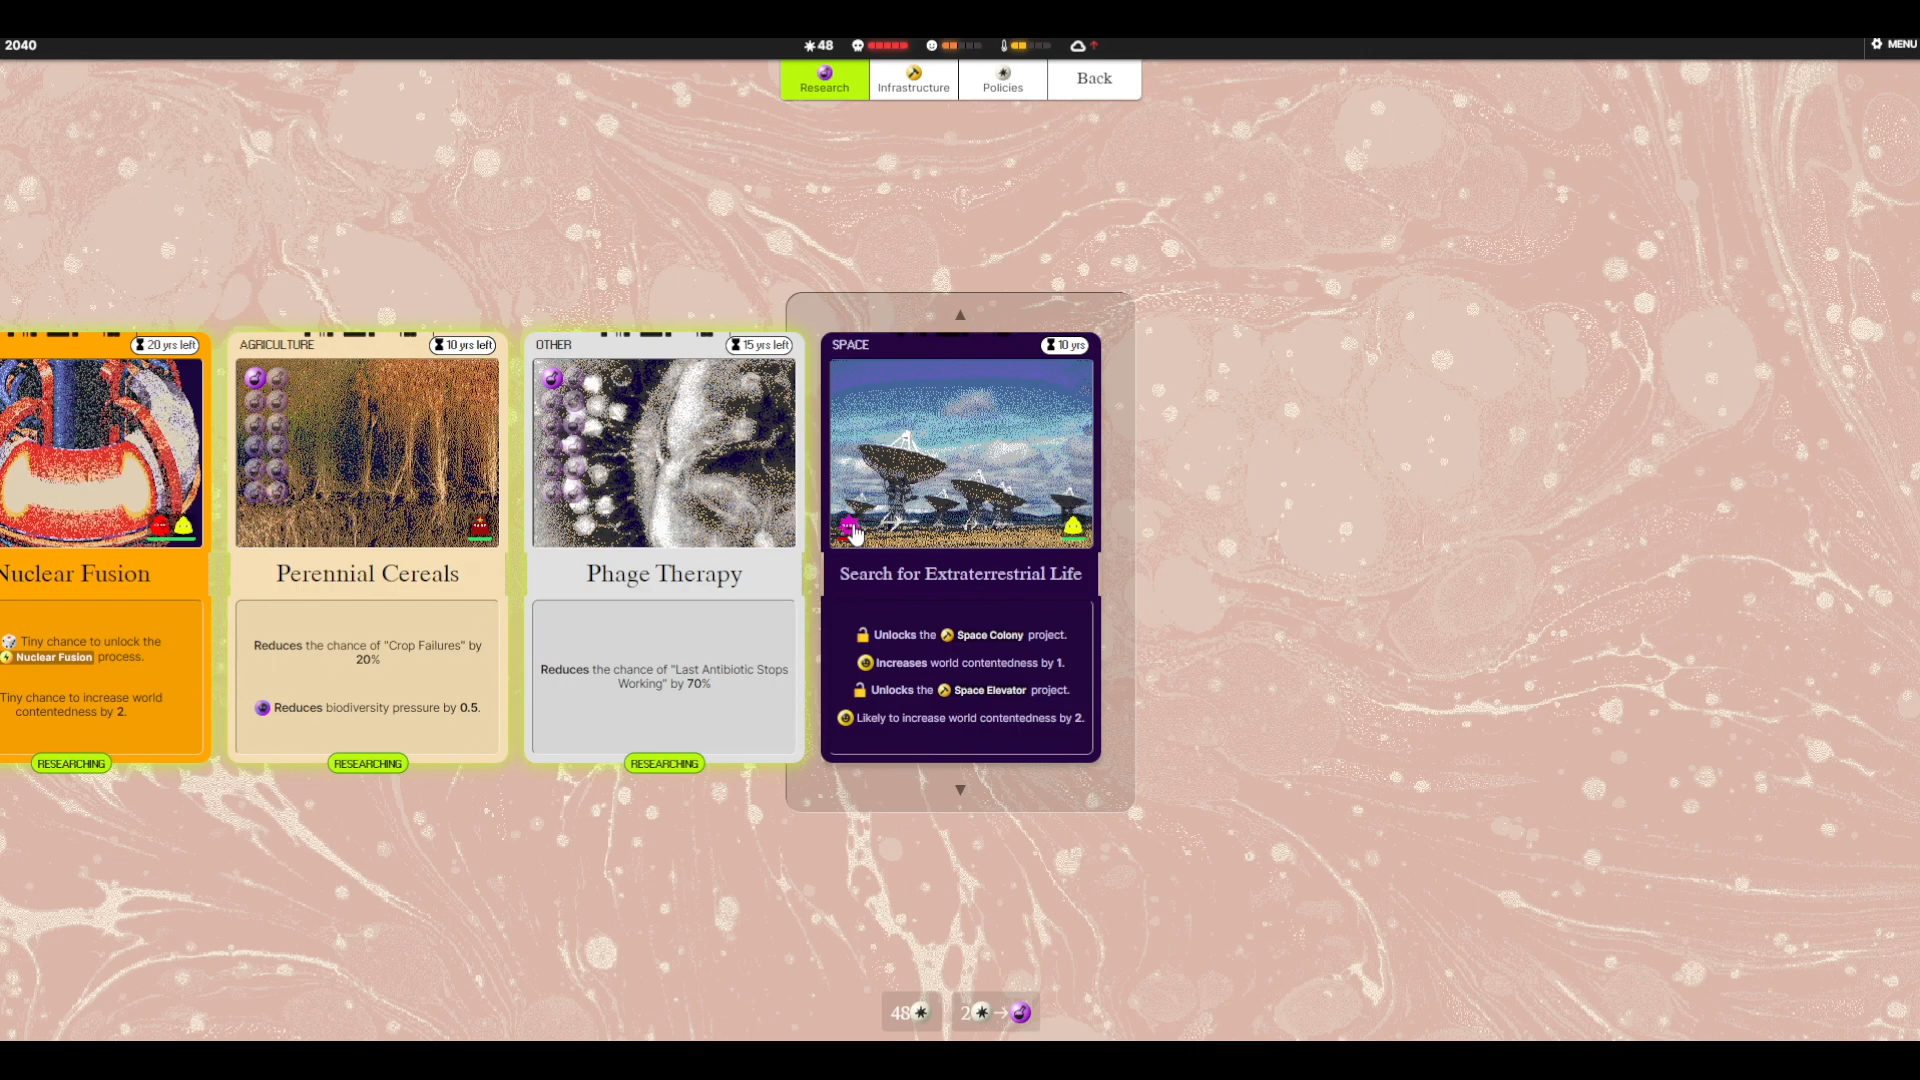 2040
48
MENU
Research
Infrastructure
Policies
Back
20 yrs left
Nuclear Fusion
Tiny chance to unlock the
Nuclear Fusion process.
Tiny chance to increase world
contentedness by 2.
RESEARCHING
AGRICULTURE
10 yrs left
Perennial Cereals
Reduces the chance of "Crop Failures" by
20%
Reduces biodiversity pressure by 0.5.
RESEARCHING
OTHER
15 yrs left
Phage Therapy
Reduces the chance of "Last Antibiotic Stops
Working" by 70%
RESEARCHING
SPACE
10 yrs
Search for Extraterrestrial Life
Unlocks the Space Colony project.
Increases world contentedness by 1.
Unlocks the Space Elevator project.
Likely to increase world contentedness by 2.
48
2